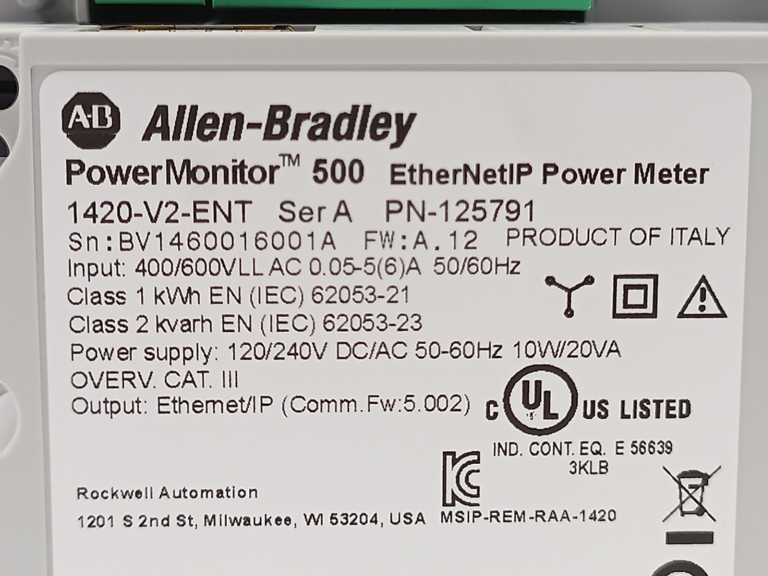 A-B Allen-Bradley
PowerMonitor™ 500 EtherNetIP Power Meter
1420-V2-ENT Ser A PN-125791
Sn:BV1460016001A FW:A.12 PRODUCT OF ITALY
Input: 400/600VLL AC 0.05-5(6)A 50/60Hz
Class 1 kWh EN (IEC) 62053-21
Class 2 kvarh EN (IEC) 62053-23
Power supply: 120/240V DC/AC 50-60Hz 10W/20VA
OVERV. CAT. III
Output: Ethernet/IP (Comm.Fw:5.002) C UL US LISTED
IND. CONT. EQ. E 56639
3KLB
Rockwell Automation
1201 S 2nd St, Milwaukee, WI 53204, USA MSIP-REM-RAA-1420